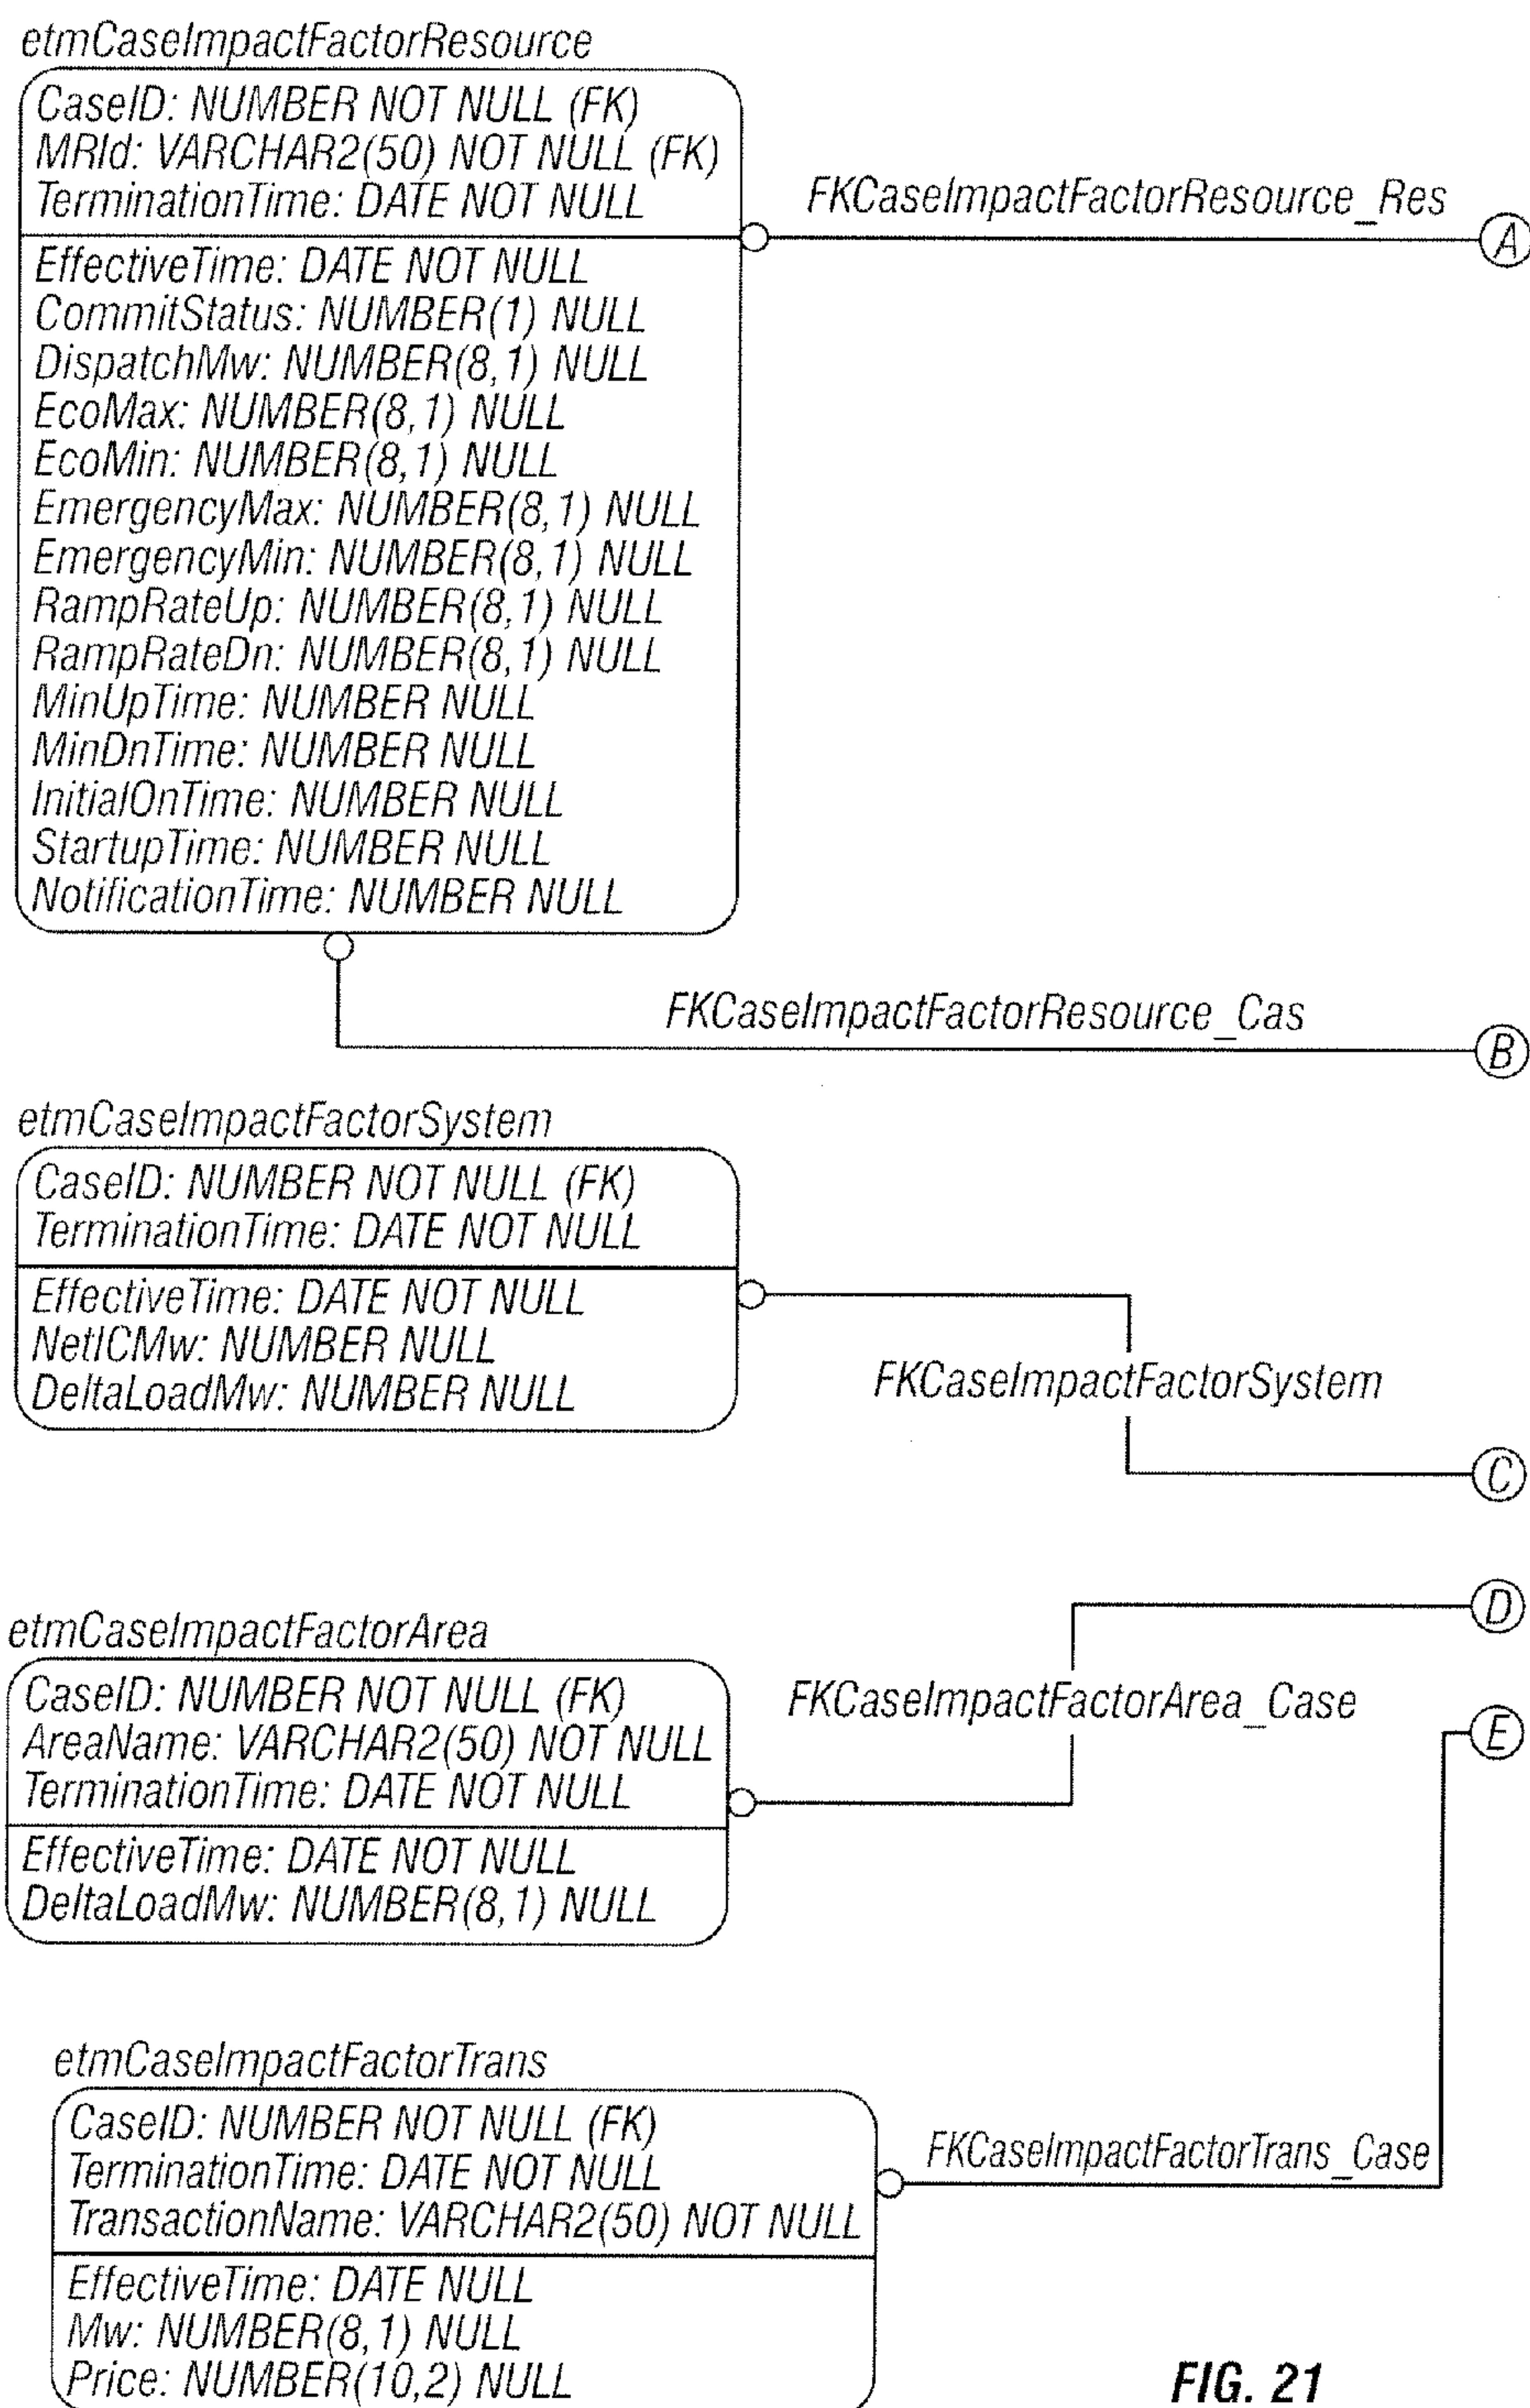 etmCaseImpactFactorResource
CaseID: NUMBER NOT NULL (FK)
MRId: VARCHAR2(50) NOT NULL (FK)
TerminationTime: DATE NOT NULL
FKCaseImpactFactorResource_Res
A
EffectiveTime: DATE NOT NULL
CommitStatus: NUMBER(1) NULL
DispatchMw: NUMBER(8,1) NULL
EcoMax: NUMBER(8,1) NULL
EcoMin: NUMBER(8,1) NULL
EmergencyMax: NUMBER(8,1) NULL
EmergencyMin: NUMBER(8,1) NULL
RampRateUp: NUMBER(8,1) NULL
RampRateDn: NUMBER(8,1) NULL
MinUpTime: NUMBER NULL
MinDnTime: NUMBER NULL
InitialOnTime: NUMBER NULL
StartupTime: NUMBER NULL
NotificationTime: NUMBER NULL
FKCaseImpactFactorResource_Cas
B
etmCaseImpactFactorSystem
CaseID: NUMBER NOT NULL (FK)
TerminationTime: DATE NOT NULL
EffectiveTime: DATE NOT NULL
NetICMw: NUMBER NULL
DeltaLoadMw: NUMBER NULL
FKCaseImpactFactorSystem
C
D
etmCaseImpactFactorArea
CaseID: NUMBER NOT NULL (FK)
AreaName: VARCHAR2(50) NOT NULL
TerminationTime: DATE NOT NULL
FKCaseImpactFactorArea_Case
E
EffectiveTime: DATE NOT NULL
DeltaLoadMw: NUMBER(8,1) NULL
etmCaseImpactFactorTrans
CaseID: NUMBER NOT NULL (FK)
TerminationTime: DATE NOT NULL
TransactionName: VARCHAR2(50) NOT NULL
FKCaseImpactFactorTrans_Case
EffectiveTime: DATE NULL
Mw: NUMBER(8,1) NULL
Price: NUMBER(10,2) NULL
FIG. 21